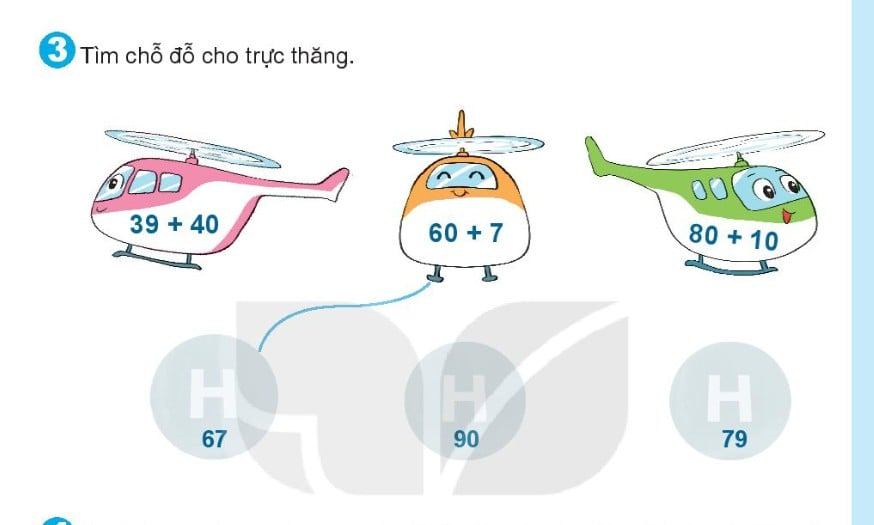 3 Tìm chỗ đỗ cho trực thăng.
39 + 40
60 + 7
80 + 10
H H H
67 90 79